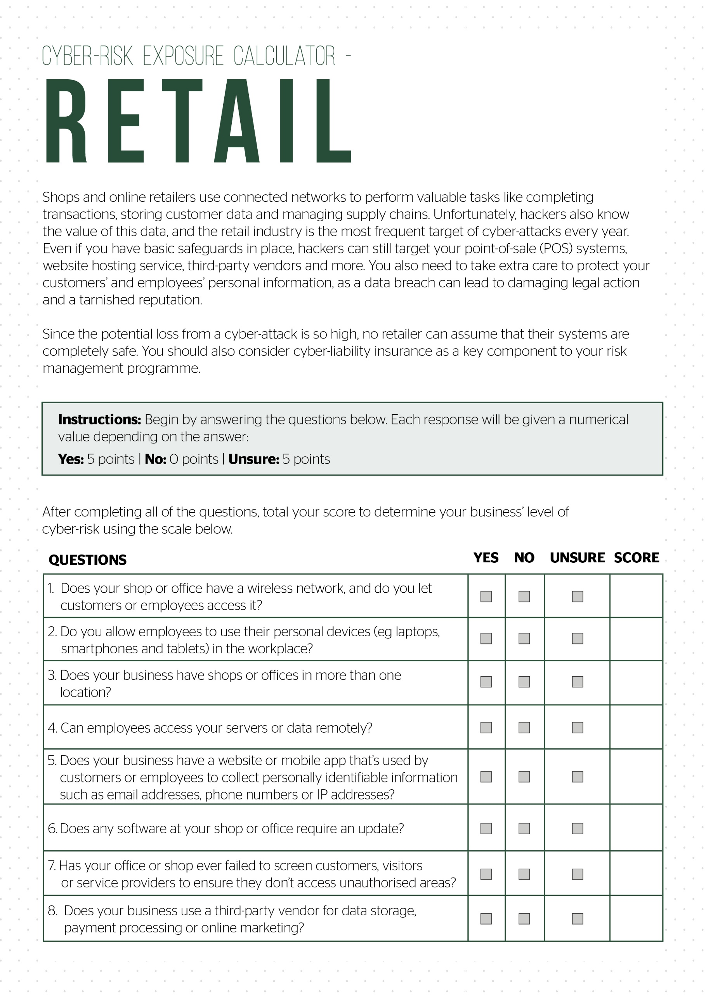 CYBER-RISK EXPOSURE CALCULATOR -
RETAIL
Shops and online retailers use connected networks to perform valuable tasks like completing
transactions, storing customer data and managing supply chains. Unfortunately, hackers also know
the value of this data, and the retail industry is the most frequent target of cyber-attacks every year.
Even if you have basic safeguards in place, hackers can still target your point-of-sale (POS) systems,
website hosting service, third-party vendors and more. You also need to take extra care to protect your
customers’ and employees’ personal information, as a data breach can lead to damaging legal action
and a tarnished reputation.
Since the potential loss from a cyber-attack is so high, no retailer can assume that their systems are
completely safe. You should also consider cyber-liability insurance as a key component to your risk
management programme.
Instructions: Begin by answering the questions below. Each response will be given a numerical
value depending on the answer:
Yes: 5 points | No: 0 points | Unsure: 5 points
After completing all of the questions, total your score to determine your business’ level of
cyber-risk using the scale below.
QUESTIONS YES NO UNSURE SCORE
1. Does your shop or office have a wireless network, and do you let
customers or employees access it?
2. Do you allow employees to use their personal devices (eg laptops,
smartphones and tablets) in the workplace?
3. Does your business have shops or offices in more than one
location?
4. Can employees access your servers or data remotely?
5. Does your business have a website or mobile app that’s used by
customers or employees to collect personally identifiable information
such as email addresses, phone numbers or IP addresses?
6. Does any software at your shop or office require an update?
7. Has your office or shop ever failed to screen customers, visitors
or service providers to ensure they don’t access unauthorised areas?
8. Does your business use a third-party vendor for data storage,
payment processing or online marketing?